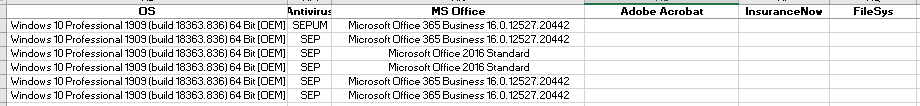 OS Antivirus MS Office Adobe Acrobat InsuranceNow FileSys
Windows 10 Professional 1909 (build 18363.836) 64 Bit [OEM] SEPUM Microsoft Office 365 Business 16.0.12527.20442
Windows 10 Professional 1909 (build 18363.836) 64 Bit [OEM] SEP Microsoft Office 365 Business 16.0.12527.20442
Windows 10 Professional 1909 (build 18363.836) 64 Bit [OEM] SEP Microsoft Office 2016 Standard
Windows 10 Professional 1909 (build 18363.836) 64 Bit [OEM] SEP Microsoft Office 2016 Standard
Windows 10 Professional 1909 (build 18363.836) 64 Bit [OEM] SEP Microsoft Office 365 Business 16.0.12527.20442
Windows 10 Professional 1909 (build 18363.836) 64 Bit [OEM] SEP Microsoft Office 365 Business 16.0.12527.20442